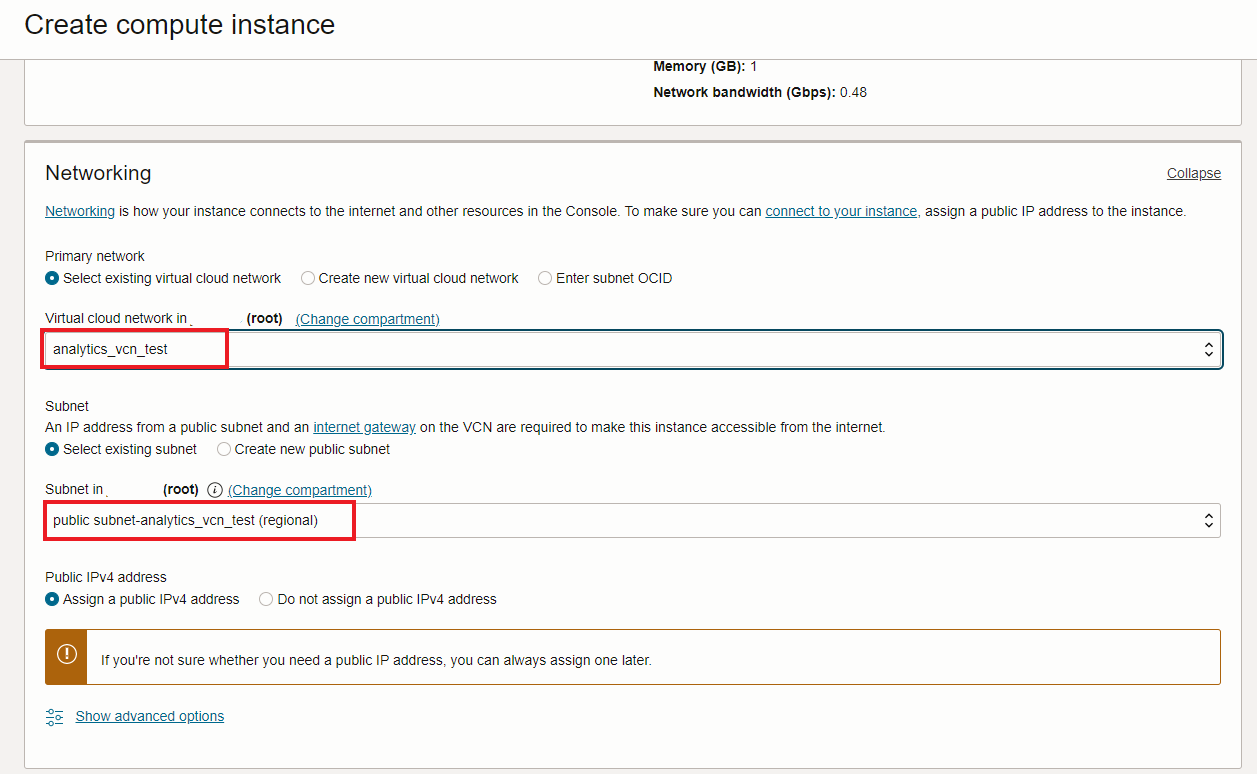 Create compute instance
Memory (GB): 1
Network bandwidth (Gbps): 0.48
Networking
Collapse
Networking is how your instance connects to the internet and other resources in the Console. To make sure you can connect to your instance, assign a public IP address to the instance.
Primary network
Select existing virtual cloud network
Create new virtual cloud network
Enter subnet OCID
Virtual cloud network in (root) (Change compartment)
analytics_vcn_test
Subnet
An IP address from a public subnet and an internet gateway on the VCN are required to make this instance accessible from the internet.
Select existing subnet
Create new public subnet
Subnet in (root) (Change compartment)
public subnet-analytics_vcn_test (regional)
Public IPv4 address
Assign a public IPv4 address
Do not assign a public IPv4 address
If you're not sure whether you need a public IP address, you can always assign one later.
Show advanced options